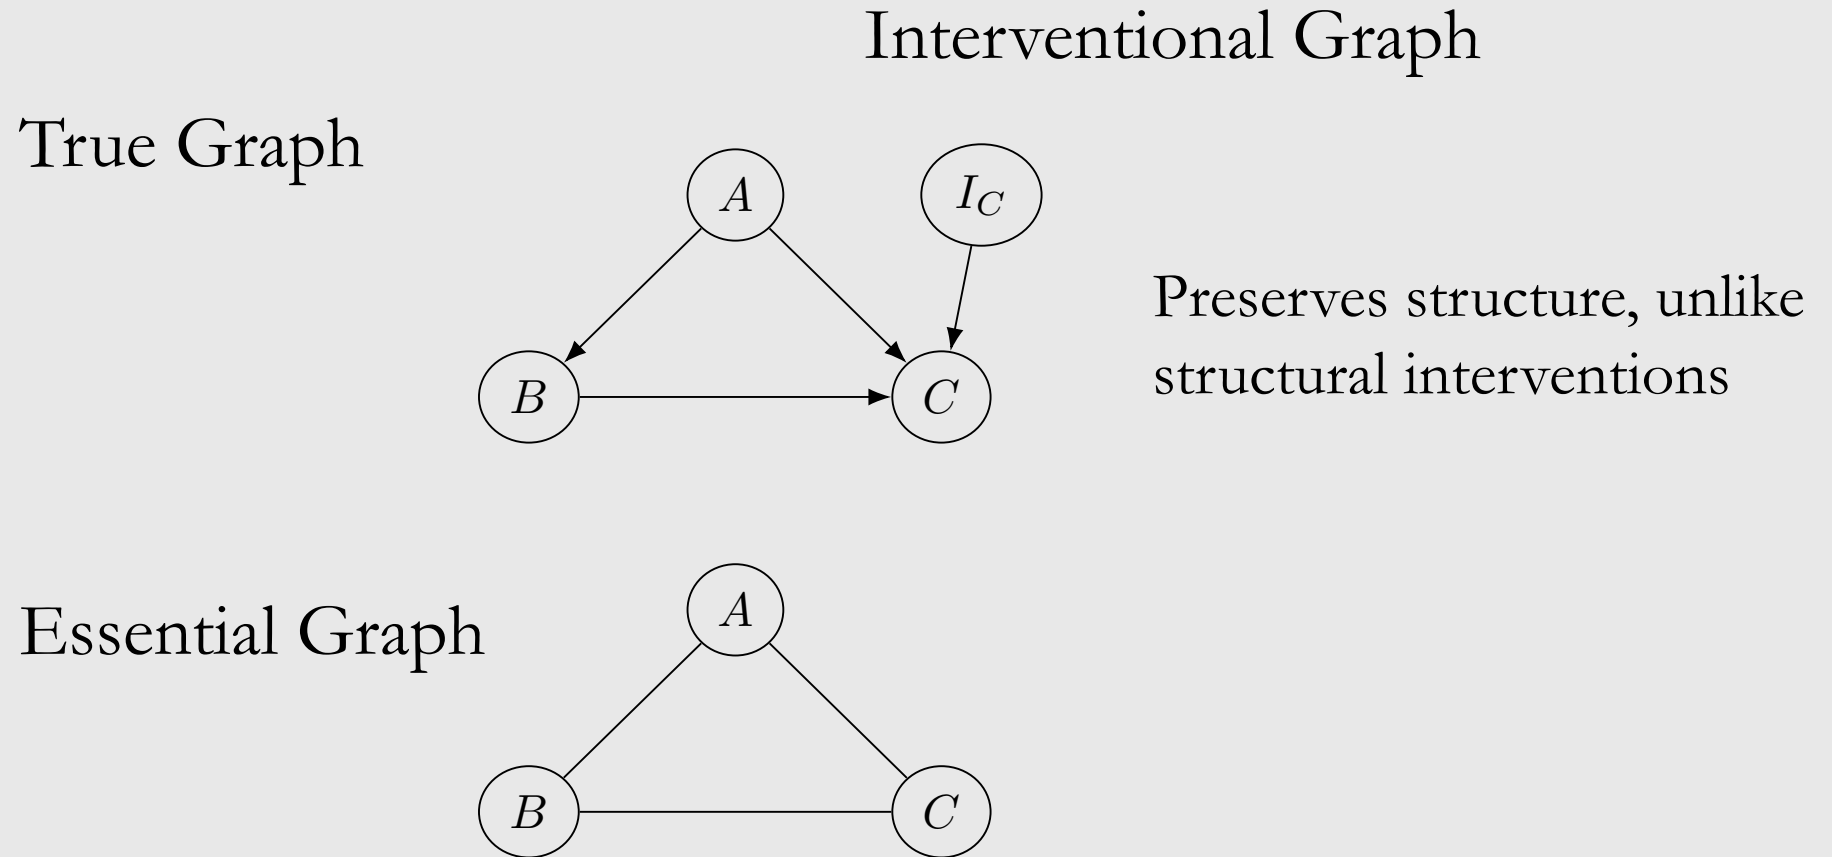 Interventional Graph
True Graph
A
I_C
Preserves structure, unlike
structural interventions
B
C
Essential Graph
A
B
C